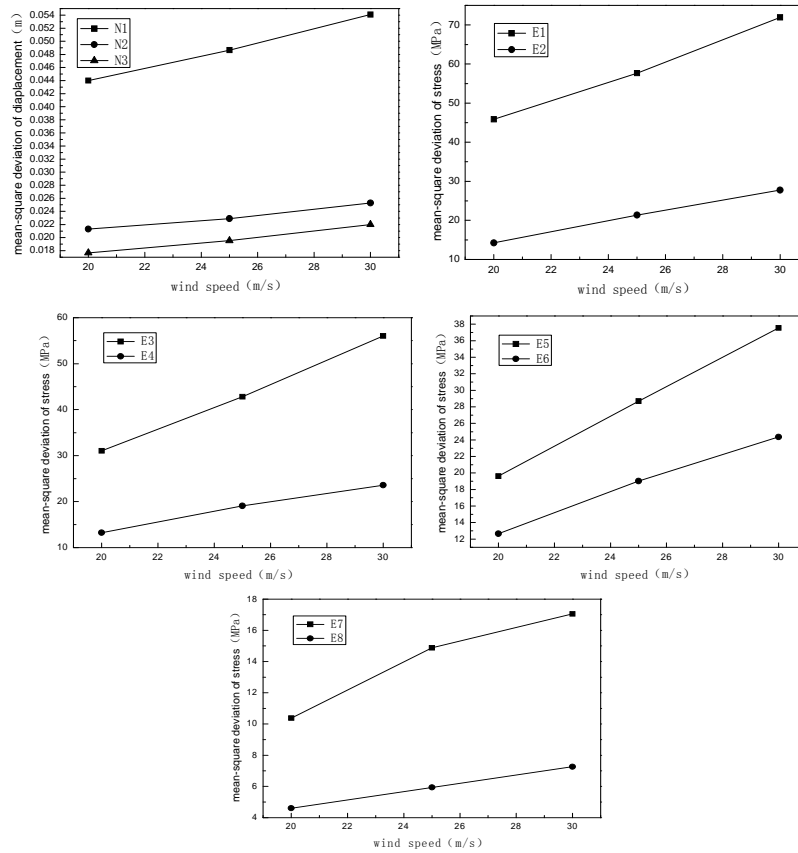 mean-square deviation of diaplacement (m)
0.054
0.052
0.050
0.048
0.046
0.044
0.042
0.040
0.038
0.036
0.034
0.032
0.030
0.028
0.026
0.024
0.022
0.020
0.018
N1
N2
N3
20 22 24 26 28 30
wind speed (m/s)
mean-square deviation of stress (MPa)
70
60
50
40
30
20
10
E1
E2
20 22 24 26 28 30
wind speed (m/s)
mean-square deviation of stress (MPa)
60
50
40
30
20
10
E3
E4
20 22 24 26 28 30
wind speed (m/s)
mean-square deviation of stress (MPa)
38
36
34
32
30
28
26
24
22
20
18
16
14
12
E5
E6
20 22 24 26 28 30
wind speed (m/s)
mean-square deviation of stress (MPa)
18
16
14
12
10
8
6
4
E7
E8
20 22 24 26 28 30
wind speed (m/s)